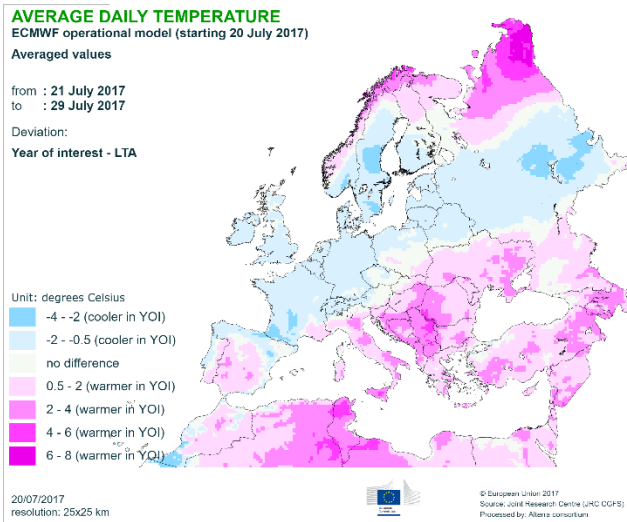 AVERAGE DAILY TEMPERATURE
ECMWF operational model (starting 20 July 2017)
Averaged values
from : 21 July 2017
to : 29 July 2017
Deviation:
Year of interest - LTA
Unit: degrees Celsius
-4 - -2 (cooler in YOI)
-2 - -0.5 (cooler in YOI)
no difference
0.5 - 2 (warmer in YOI)
2 - 4 (warmer in YOI)
4 - 6 (warmer in YOI)
6 - 8 (warmer in YOI)
20/07/2017
resolution: 25x25 km
© European Union 2017
Source: Joint Research Centre (JRC CGFS)
Processed by: Alterra consortium